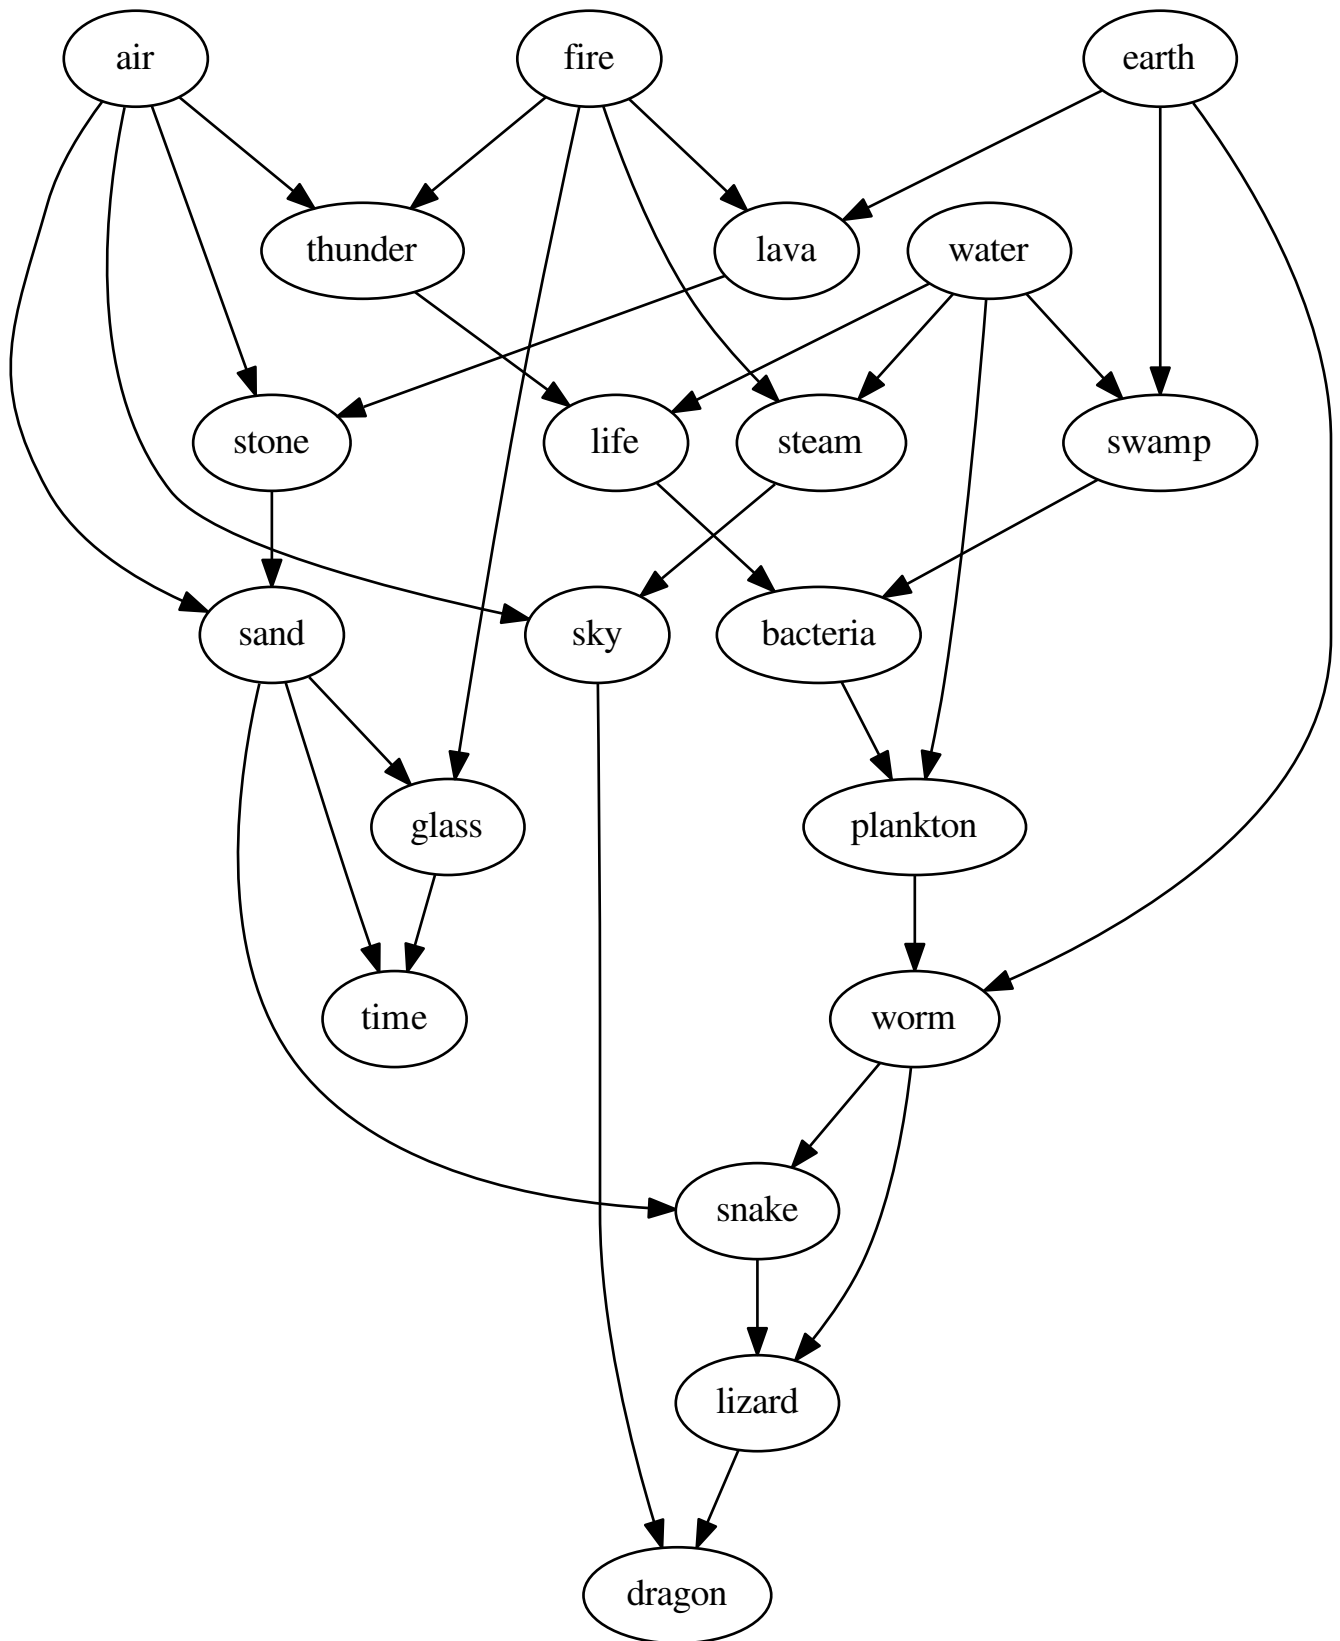 air
fire
earth
thunder
lava
water
stone
life
steam
swamp
sand
sky
bacteria
glass
plankton
time
worm
snake
lizard
dragon